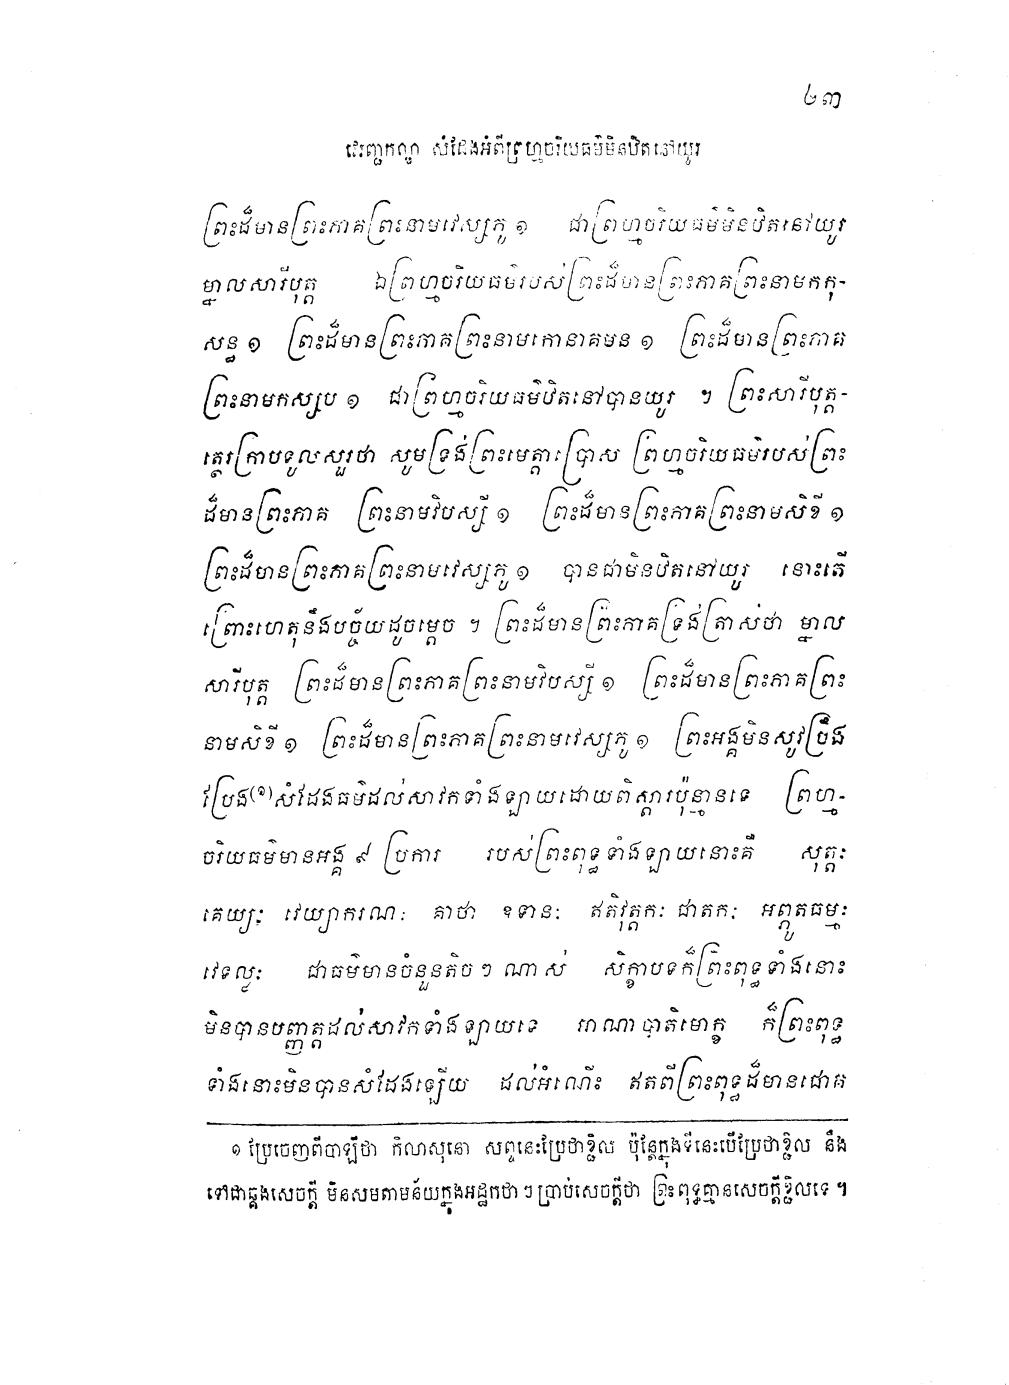 ២៣
វេរញ្ជកណ្ឌ សំដែងអំពីព្រហ្មចរិយធម៌មិនឋិតនៅយូរ
ព្រះដ៏មានព្រះភាគព្រះនាមវេស្សភូ ១ ជាព្រហ្មចរិយធម៌មិនឋិតនៅយូរ
ម្នាលសារីបុត្ត ឯព្រហ្មចរិយធម៌របស់ព្រះដ៏មានព្រះភាគព្រះនាមកកុ-
សន្ធ ១ ព្រះដ៏មានព្រះភាគព្រះនាមកោនាគមន ១ ព្រះដ៏មានព្រះភាគ
ព្រះនាមកស្សប ១ ជាព្រហ្មចរិយធម៌ឋិតនៅបានយូរ ។ ព្រះសារីបុត្ត-
ត្ថេរក្រាបទូលសួរថា សូមទ្រង់ព្រះមេត្តាប្រោស ព្រហ្មចរិយធម៌របស់ព្រះ
ដ៏មានព្រះភាគ ព្រះនាមវិបស្សី ១ ព្រះដ៏មានព្រះភាគព្រះនាមសិខី ១
ព្រះដ៏មានព្រះភាគព្រះនាមវេស្សភូ ១ បានជាមិនឋិតនៅយូរ នោះតើ
ព្រោះហេតុនឹងបច្ច័យដូចម្តេច ។ ព្រះដ៏មានព្រះភាគទ្រង់ត្រាស់ថា ម្នាល
សារីបុត្ត ព្រះដ៏មានព្រះភាគព្រះនាមវិបស្សី ១ ព្រះដ៏មានព្រះភាគព្រះ
នាមសិខី ១ ព្រះដ៏មានព្រះភាគព្រះនាមវេស្សភូ ១ ព្រះអង្គមិនសូវប្រឹង
ប្រែង(១)សំដែងធម៌ដល់សាវកទាំងឡាយដោយពិស្តារប៉ុន្មានទេ ព្រហ្ម-
ចរិយធម៌មានអង្គ ៩ ប្រការ របស់ព្រះពុទ្ធទាំងឡាយនោះគឺ សុត្តៈ
គេយ្យៈ វេយ្យាករណៈ គាថា ឧទានៈ ឥតិវុត្តកៈ ជាតកៈ អព្ភូតធម្មៈ
វេទល្លៈ ជាធម៌មានចំនួនតិចៗ ណាស់ សិក្ខាបទក៏ព្រះពុទ្ធទាំងនោះ
មិនបានបញ្ញត្តដល់សាវកទាំងឡាយទេ អាណាបាតិមោក្ខ ក៏ព្រះពុទ្ធ
ទាំងនោះមិនបានសំដែងឡើយ ដល់អំណើះ ឥតពីព្រះពុទ្ធដ៏មានជោគ
១ ប្រែចេញពីបាឡីថា កិលាសុនោ សព្ទនេះប្រែថាខ្ជិល ប៉ុន្តែក្នុងទីនេះបើប្រែថាខ្ជិល នឹង
ទៅជាឆ្គងសេចក្តី មិនសមតាមន័យក្នុងអដ្ឋកថា ៗ ប្រាប់សេចក្តីថា ព្រះពុទ្ធគ្មានសេចក្តីខ្ជិលទេ ។